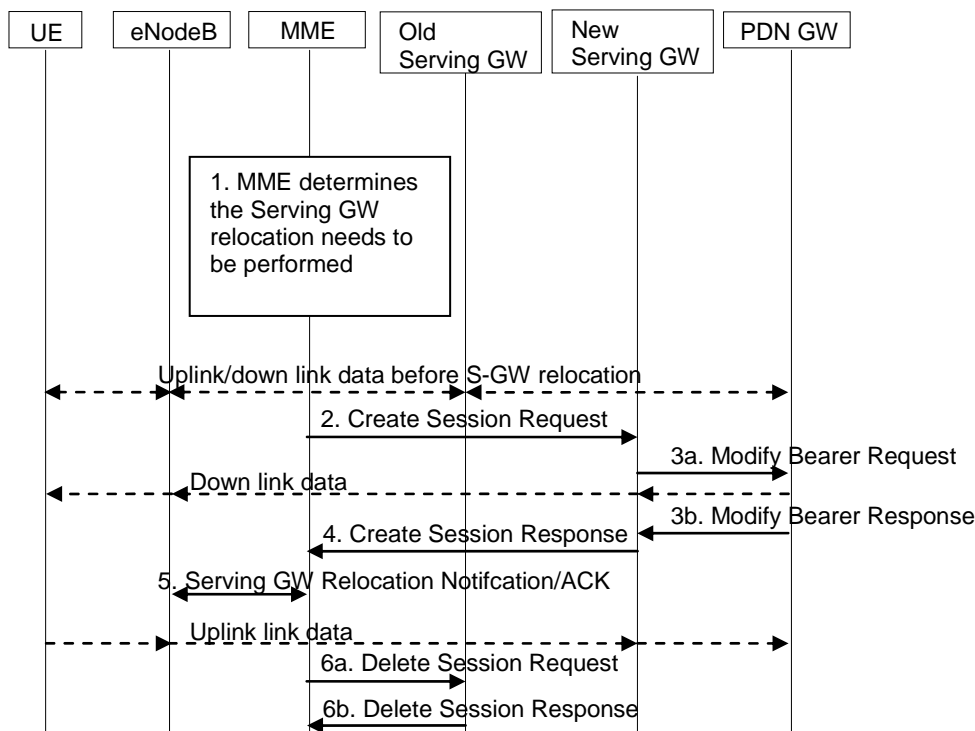 UE
eNodeB
MME
Old
Serving GW
New
Serving GW
PDN GW
1. MME determines
the Serving GW
relocation needs to
be performed
Uplink/down link data before S-GW relocation
2. Create Session Request
3a. Modify Bearer Request
Down link data
3b. Modify Bearer Response
4. Create Session Response
5. Serving GW Relocation Notifcation/ACK
Uplink link data
6a. Delete Session Request
6b. Delete Session Response